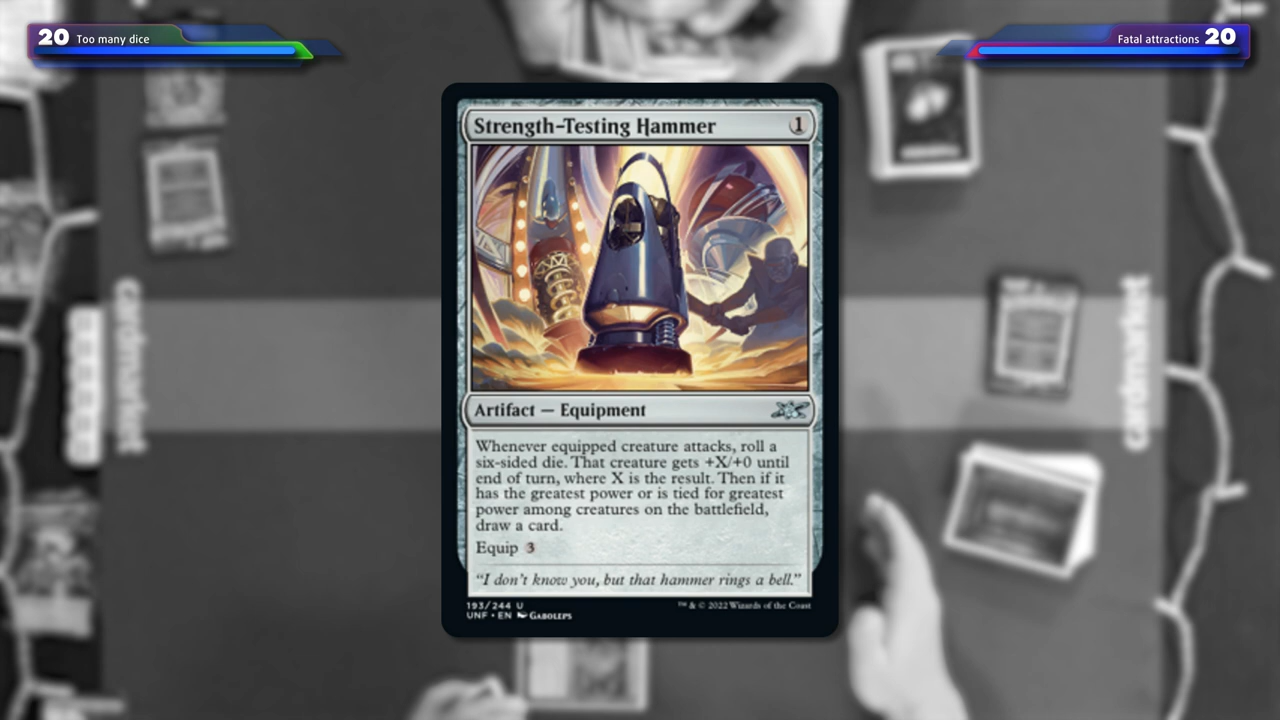 20 Too many dice
Fatal attractions 20
Strength-Testing Hammer 1
Artifact — Equipment
Whenever equipped creature attacks, roll a
six-sided die. That creature gets +X/+0 until
end of turn, where X is the result. Then if it
has the greatest power or is tied for greatest
power among creatures on the battlefield,
draw a card.
Equip 3
"I don't know you, but that hammer rings a bell."
193/244 U
UNF • EN GABOLEPS
™ & © 2022 Wizards of the Coast
cardmarket
cardmarket